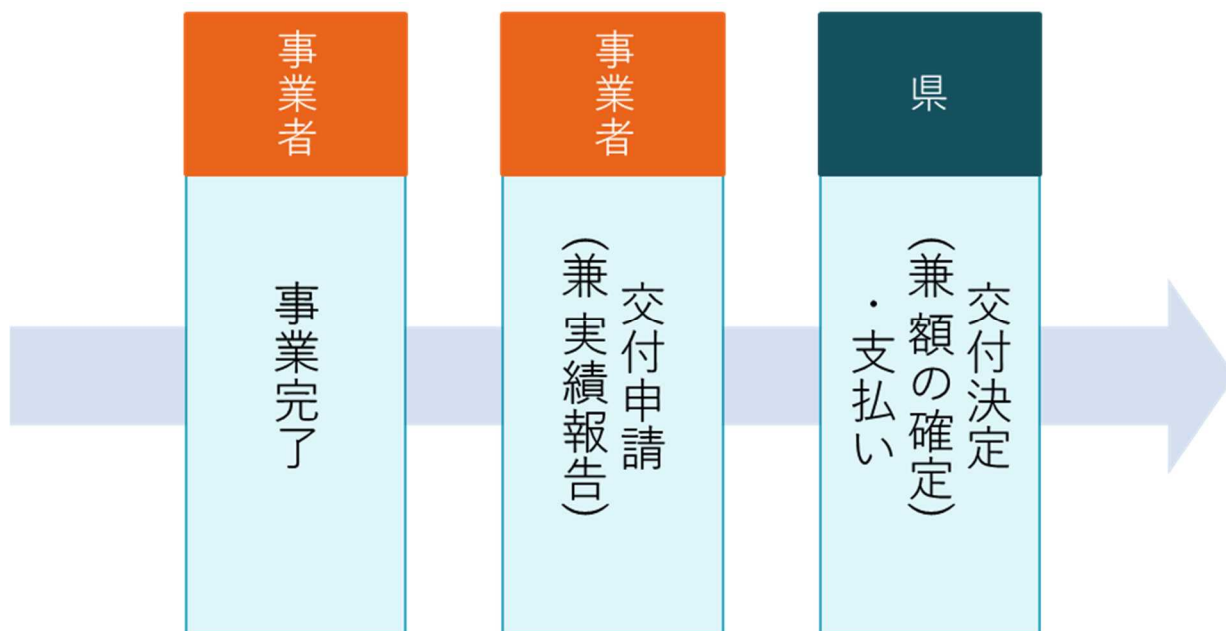 事業者
事業完了
事業者
交付申請
(兼 実績報告)
県
交付決定
(兼 額の確定)
・支払い